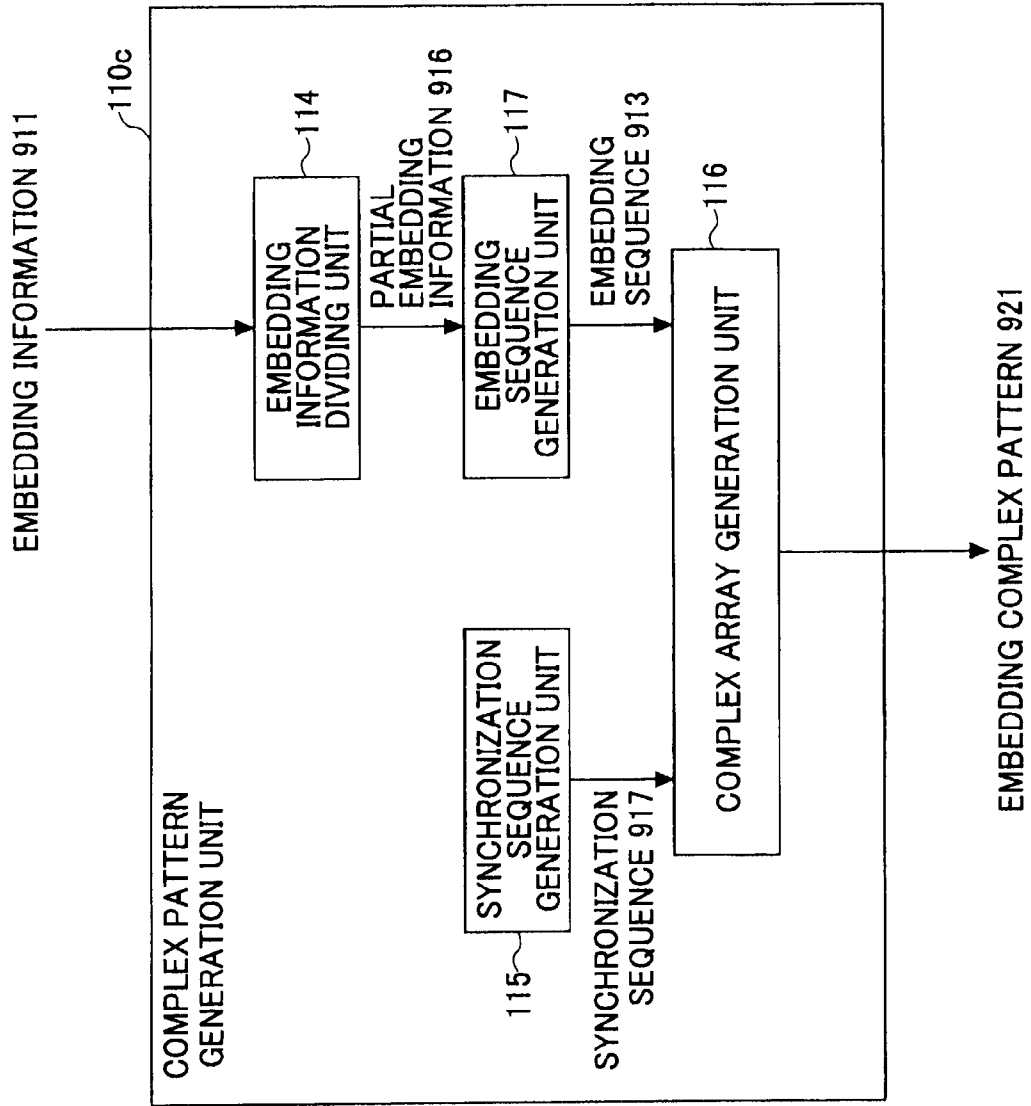 EMBEDDING INFORMATION 911
110c
COMPLEX PATTERN
GENERATION UNIT
114
EMBEDDING
INFORMATION
DIVIDING UNIT
PARTIAL
EMBEDDING
INFORMATION 916
117
EMBEDDING
SEQUENCE
GENERATION UNIT
EMBEDDING
SEQUENCE 913
115
SYNCHRONIZATION
SEQUENCE
GENERATION UNIT
SYNCHRONIZATION
SEQUENCE 917
116
COMPLEX ARRAY GENERATION UNIT
EMBEDDING COMPLEX PATTERN 921